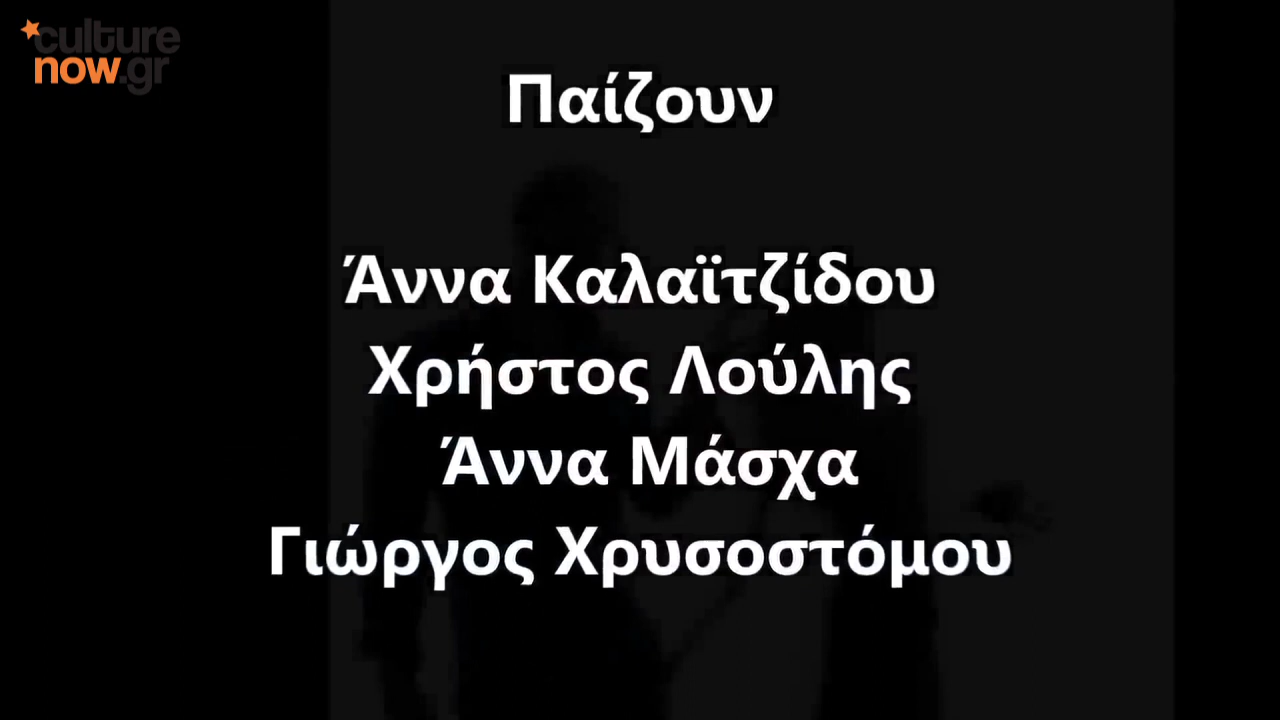 culture
now.gr
Παίζουν
Άννα Καλαϊτζίδου
Χρήστος Λούλης
Άννα Μάσχα
Γιώργος Χρυσοστόμου